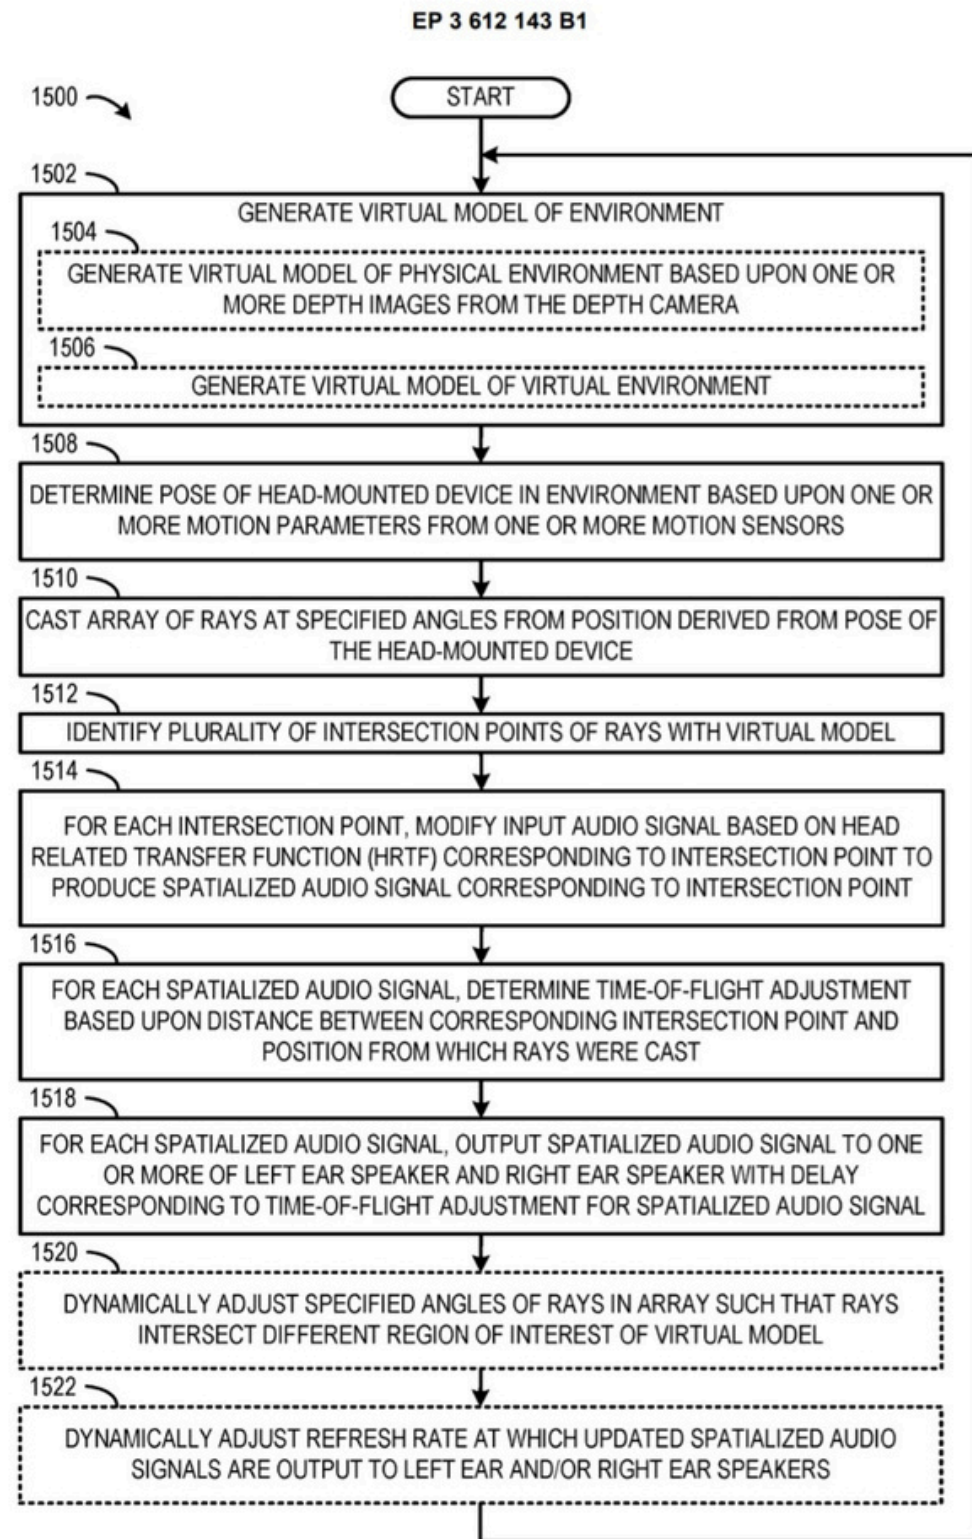 EP 3 612 143 B1
START
1500
1502
GENERATE VIRTUAL MODEL OF ENVIRONMENT
1504
GENERATE VIRTUAL MODEL OF PHYSICAL ENVIRONMENT BASED UPON ONE OR
MORE DEPTH IMAGES FROM THE DEPTH CAMERA
1506
GENERATE VIRTUAL MODEL OF VIRTUAL ENVIRONMENT
1508
DETERMINE POSE OF HEAD-MOUNTED DEVICE IN ENVIRONMENT BASED UPON ONE OR
MORE MOTION PARAMETERS FROM ONE OR MORE MOTION SENSORS
1510
CAST ARRAY OF RAYS AT SPECIFIED ANGLES FROM POSITION DERIVED FROM POSE OF
THE HEAD-MOUNTED DEVICE
1512
IDENTIFY PLURALITY OF INTERSECTION POINTS OF RAYS WITH VIRTUAL MODEL
1514
FOR EACH INTERSECTION POINT, MODIFY INPUT AUDIO SIGNAL BASED ON HEAD
RELATED TRANSFER FUNCTION (HRTF) CORRESPONDING TO INTERSECTION POINT TO
PRODUCE SPATIALIZED AUDIO SIGNAL CORRESPONDING TO INTERSECTION POINT
1516
FOR EACH SPATIALIZED AUDIO SIGNAL, DETERMINE TIME-OF-FLIGHT ADJUSTMENT
BASED UPON DISTANCE BETWEEN CORRESPONDING INTERSECTION POINT AND
POSITION FROM WHICH RAYS WERE CAST
1518
FOR EACH SPATIALIZED AUDIO SIGNAL, OUTPUT SPATIALIZED AUDIO SIGNAL TO ONE
OR MORE OF LEFT EAR SPEAKER AND RIGHT EAR SPEAKER WITH DELAY
CORRESPONDING TO TIME-OF-FLIGHT ADJUSTMENT FOR SPATIALIZED AUDIO SIGNAL
1520
DYNAMICALLY ADJUST SPECIFIED ANGLES OF RAYS IN ARRAY SUCH THAT RAYS
INTERSECT DIFFERENT REGION OF INTEREST OF VIRTUAL MODEL
1522
DYNAMICALLY ADJUST REFRESH RATE AT WHICH UPDATED SPATIALIZED AUDIO
SIGNALS ARE OUTPUT TO LEFT EAR AND/OR RIGHT EAR SPEAKERS